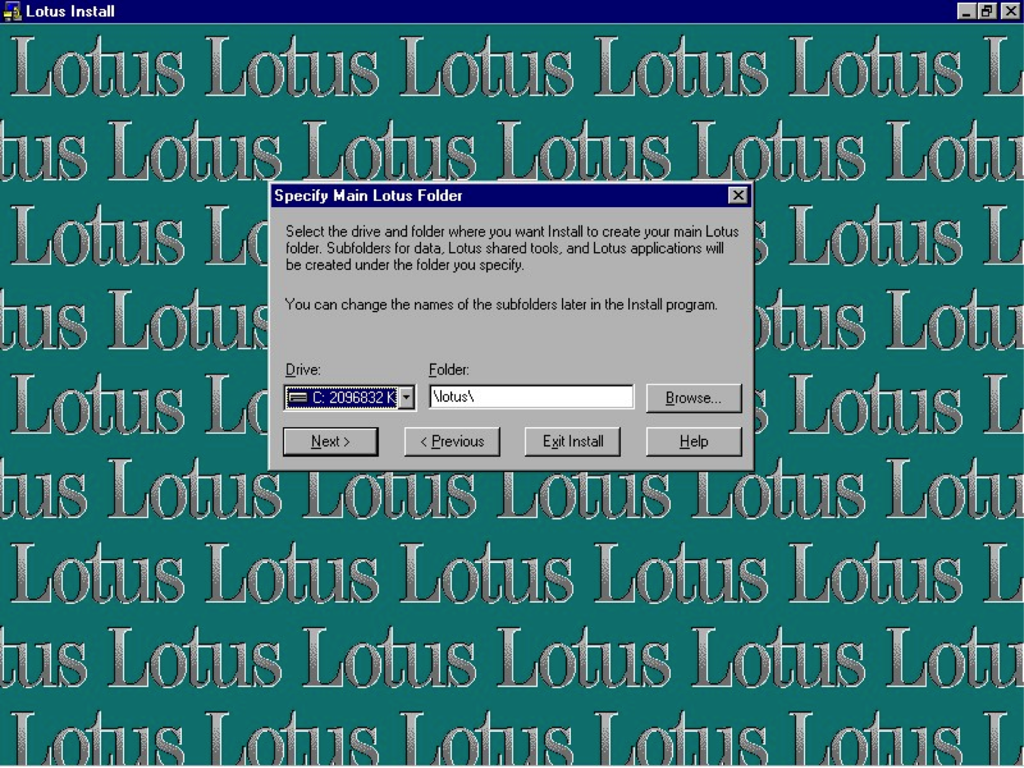 Lotus Install
Lotus Lotus Lotus Lotus Lotus L
tus Lotus Lotus Lotus Lotus Lotu
Specify Main Lotus Folder
Lotus Lotus Lotus L
Select the drive and folder where you want Install to create your main Lotus
folder. Subfolders for data, Lotus shared tools, and Lotus applications will
be created under the folder you specify.
You can change the names of the subfolders later in the Install program.
tus Lotus otus Lotu
Drive: Folder:
Lotus Lotus Lotus L
C: 2096832 K \lotus\ Browse...
Next > < Previous Exit Install Help
tus Lotus Lotus Lotus Lotus Lotu
Lotus Lotus Lotus Lotus Lotus L
tus Lotus Lotus Lotus Lotus Lotu
Lotus Lotus Lotus Lotus Lotus L